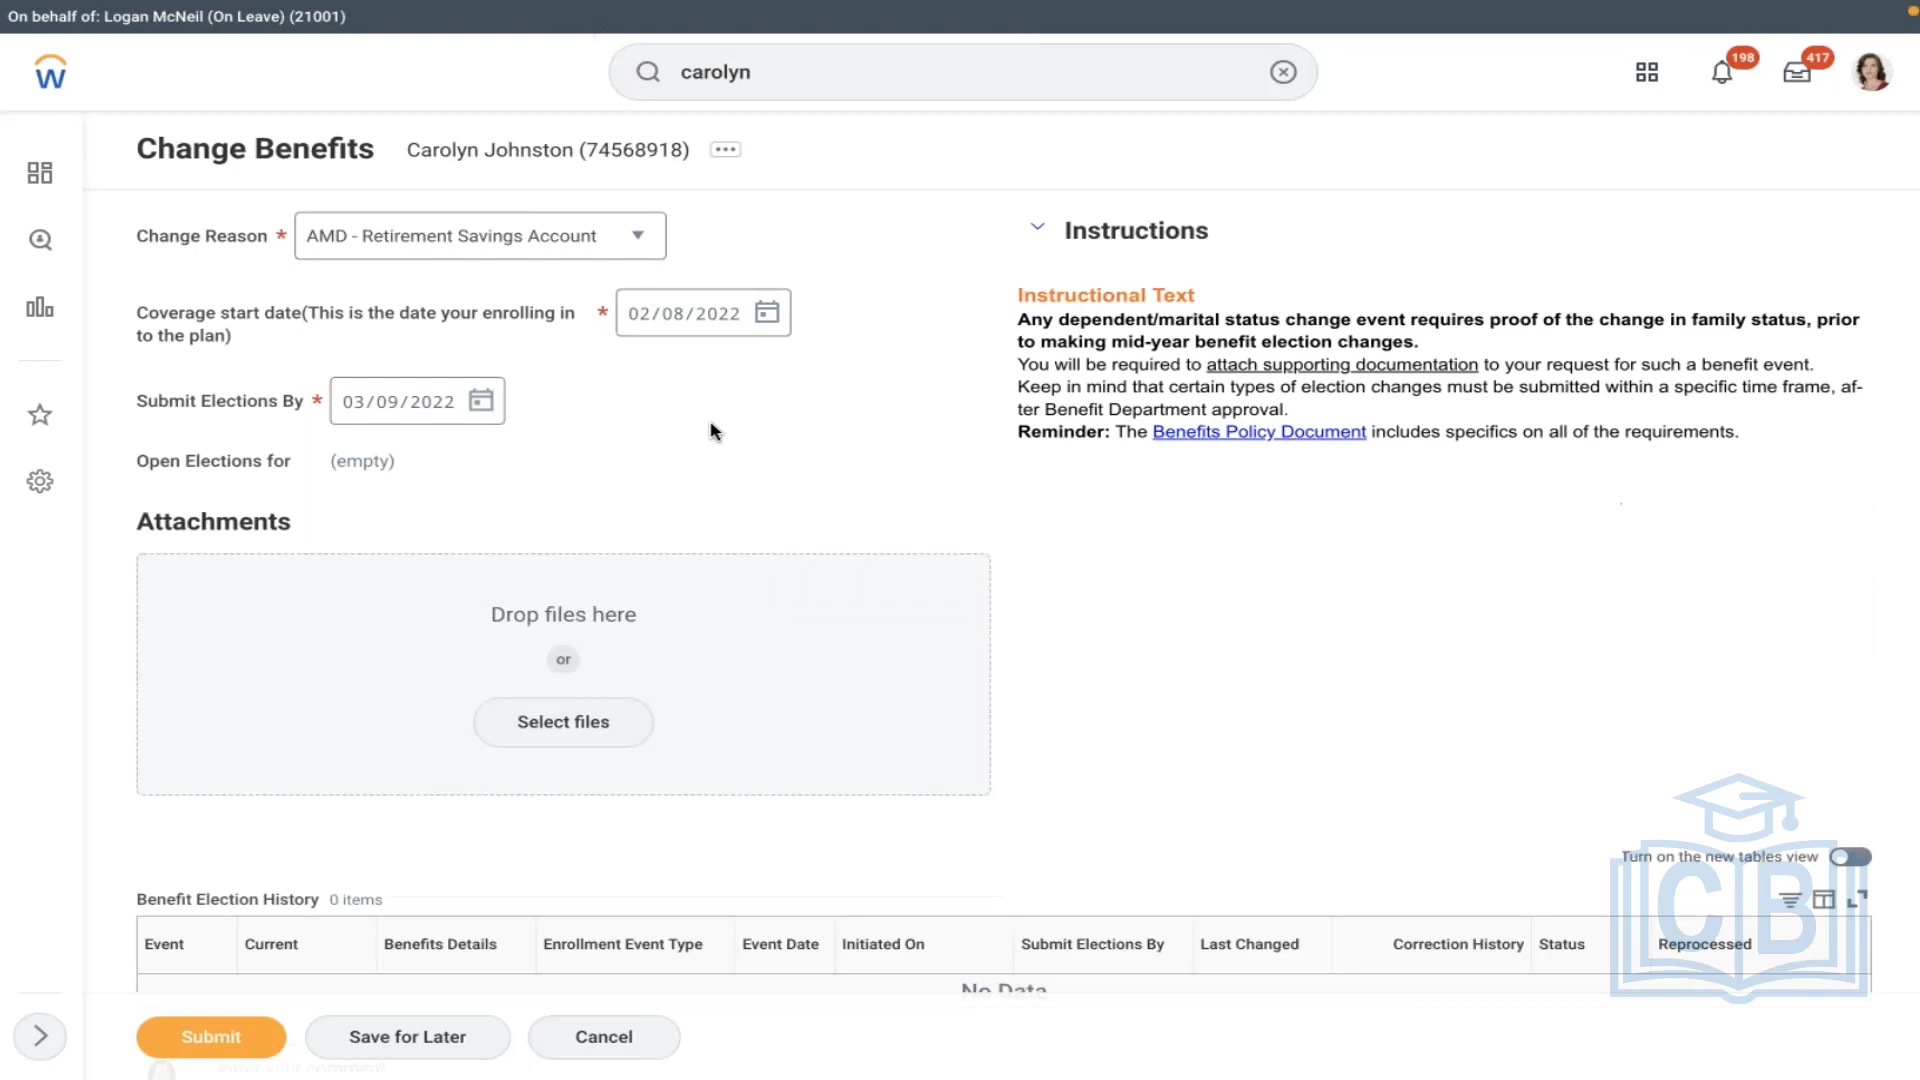 On behalf of: Logan McNeil (On Leave) (21001)
carolyn
198
417
Change Benefits Carolyn Johnston (74568918)
Change Reason * AMD - Retirement Savings Account
Coverage start date(This is the date your enrolling in
to the plan) * 02/08/2022
Submit Elections By * 03/09/2022
Open Elections for (empty)
Instructions
Instructional Text
Any dependent/marital status change event requires proof of the change in family status, prior
to making mid-year benefit election changes.
You will be required to attach supporting documentation to your request for such a benefit event.
Keep in mind that certain types of election changes must be submitted within a specific time frame, af-
ter Benefit Department approval.
Reminder: The Benefits Policy Document includes specifics on all of the requirements.
Attachments
Drop files here
or
Select files
Turn on the new tables view
Benefit Election History 0 items
Event Current Benefits Details Enrollment Event Type Event Date Initiated On Submit Elections By Last Changed Correction History Status Reprocessed
No Data
CB
Submit Save for Later Cancel